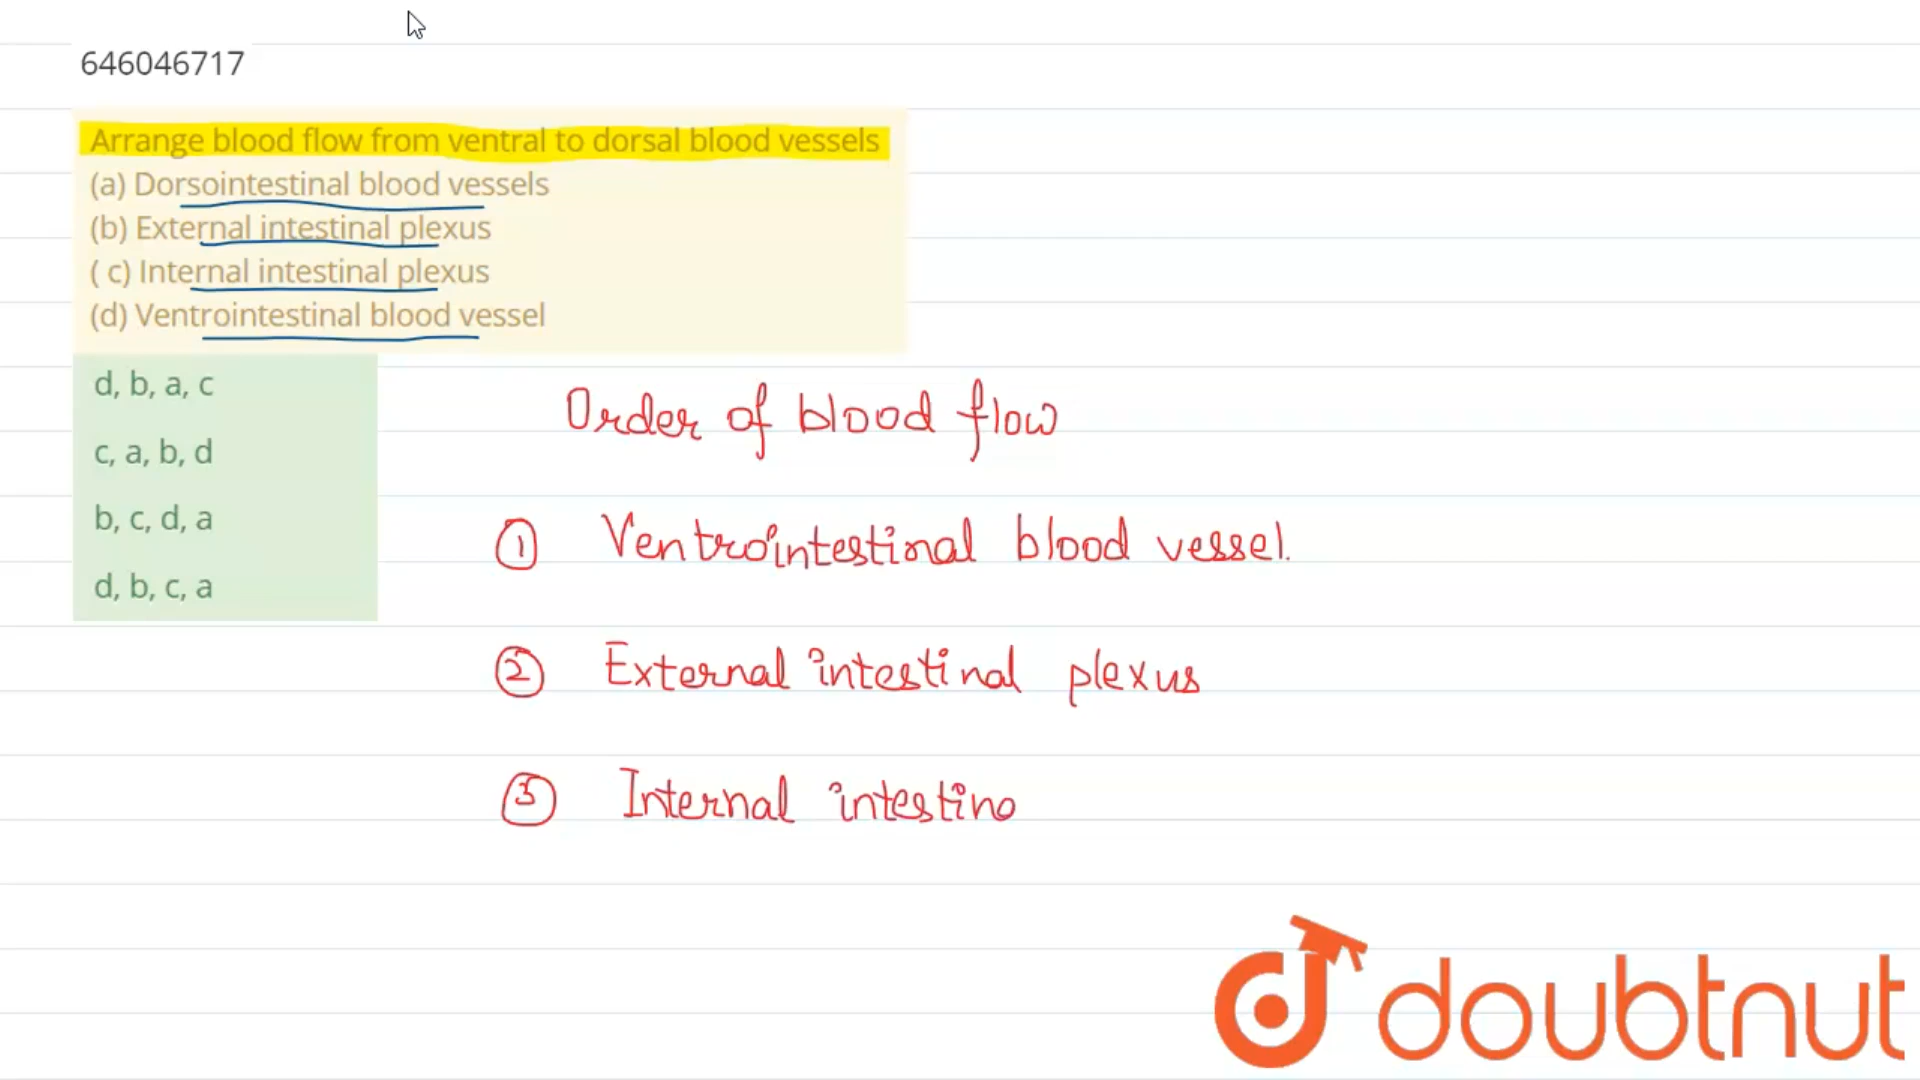 646046717
Arrange blood flow from ventral to dorsal blood vessels
(a) Dorsointestinal blood vessels
(b) External intestinal plexus
( c) Internal intestinal plexus
(d) Ventrointestinal blood vessel
d, b, a, c
c, a, b, d
b, c, d, a
d, b, c, a
Order of blood flow
① Ventrointestinal blood vessel.
② External intestinal plexus
③ Internal intestino
doubtnut